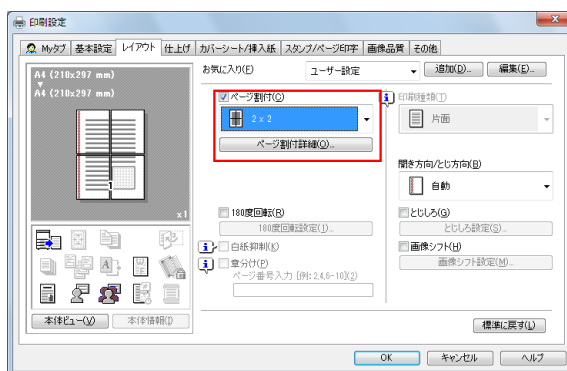 印刷設定
Myタブ 基本設定 レイアウト 仕上げ カバーシート/挿入紙 スタンプ/ページ印字 画像品質 その他
A4 (210x297 mm)
A4 (210x297 mm)
1
x1
本体ビュー(V) 本体情報(I)
お気に入り(F) ユーザー設定 追加(D)... 編集(E)...
ページ割付(C)
2 x 2
ページ割付詳細(O)...
印刷種類(T)
片面
開き方向/とじ方向(B)
自動
180度回転(R)
180度回転設定(1)...
とじしろ(G)
とじしろ設定(S)...
白紙抑制(K)
画像シフト(H)
画像シフト設定(M)...
章分け(P)
ページ番号入力 [例: 2,4,6-10](2)
標準に戻す(L)
OK キャンセル ヘルプ